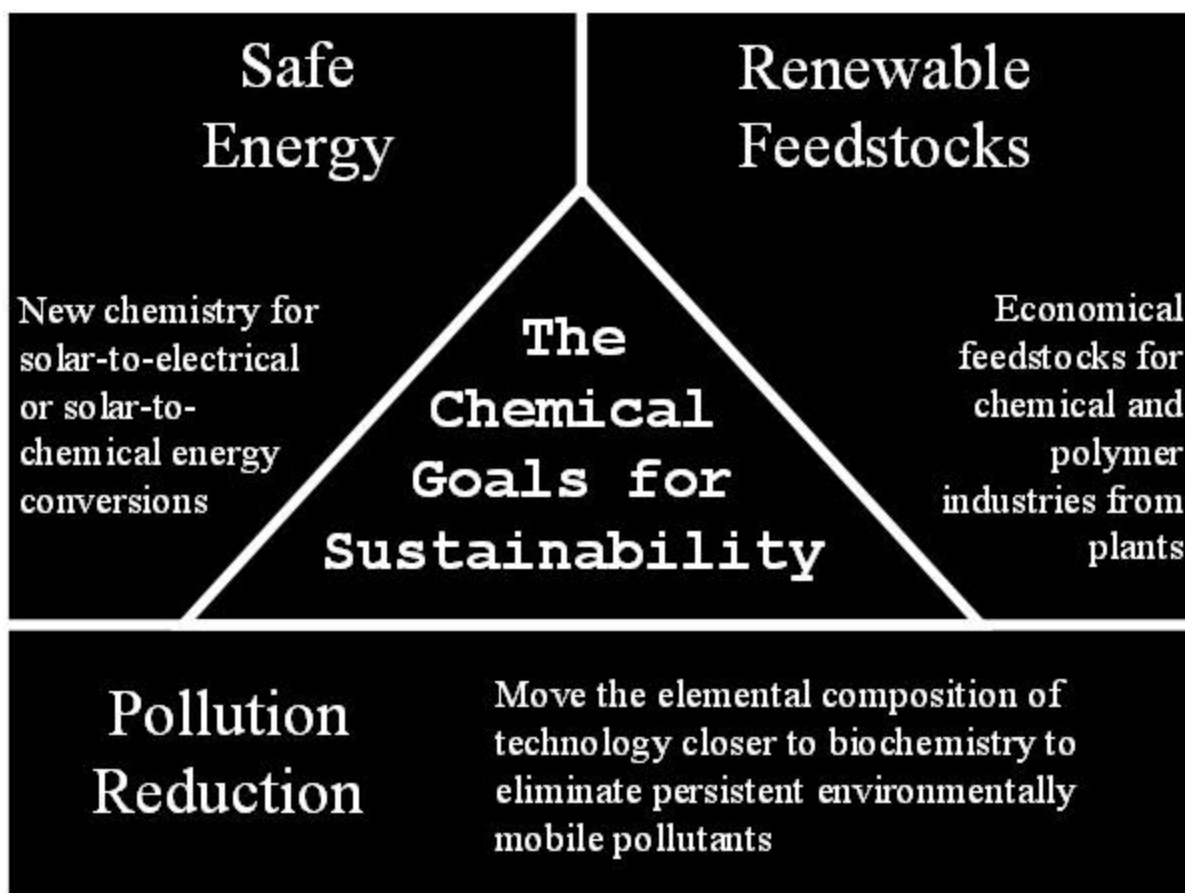 Safe
Energy
New chemistry for
solar-to-electrical
or solar-to-
chemical energy
conversions
Renewable
Feedstocks
Economical
feedstocks for
chemical and
polymer
industries from
plants
The
Chemical
Goals for
Sustainability
Pollution
Reduction
Move the elemental composition of
technology closer to biochemistry to
eliminate persistent environmentally
mobile pollutants